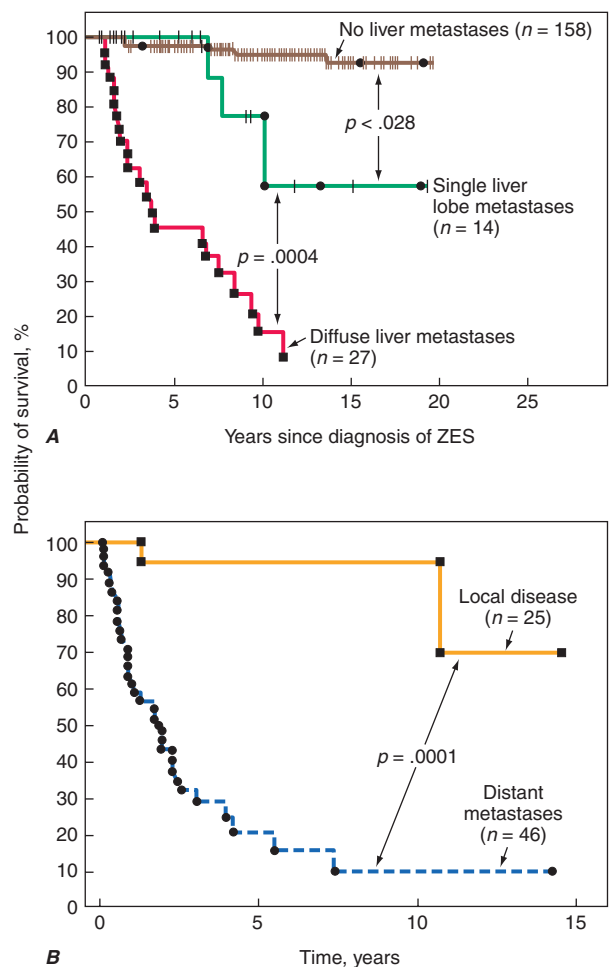 Probability of survival, %
100
90
80
70
60
50
40
30
20
10
0
No liver metastases (n = 158)
p < .028
Single liver
lobe metastases
(n = 14)
p = .0004
Diffuse liver metastases
(n = 27)
0 5 10 15 20 25
A Years since diagnosis of ZES
100
90
80
70
60
50
40
30
20
10
0
Local disease
(n = 25)
p = .0001
Distant
metastases
(n = 46)
0 5 10 15
B Time, years